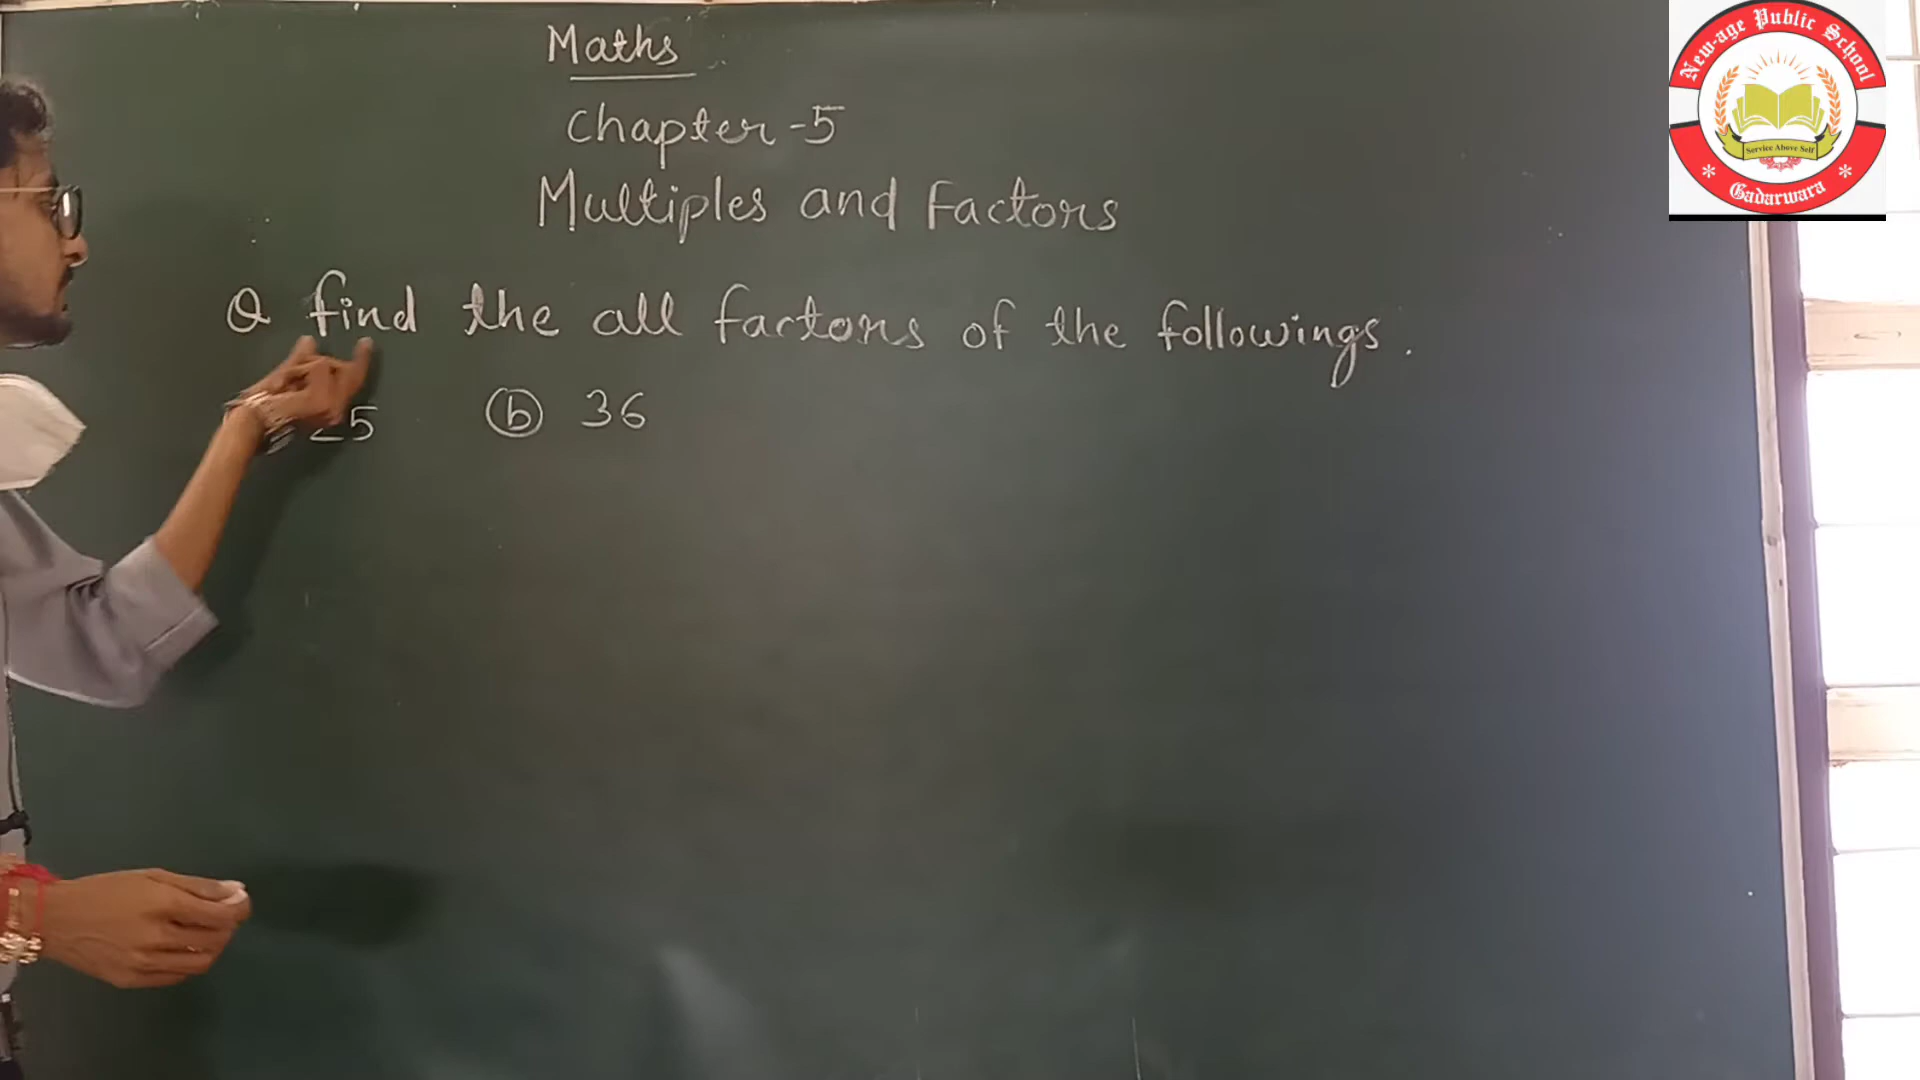 Maths
Chapter -5
Multiples and Factors
Q find the all factors of the followings.
25 (b) 36
New-age Public School
Service Above Self
Gadarwara